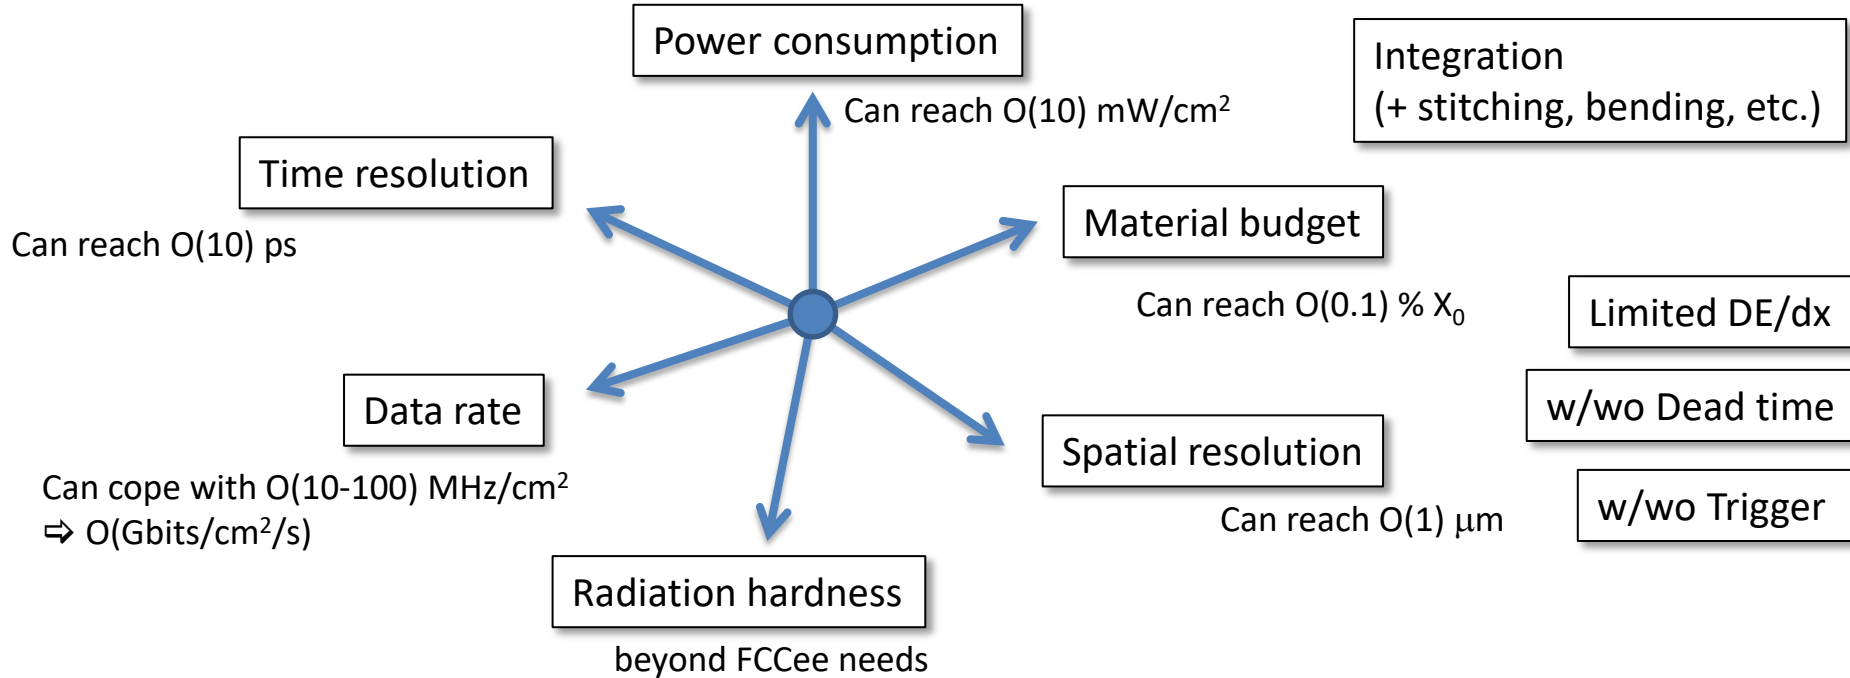 Power consumption
Can reach O(10) mW/cm²
Integration
(+ stitching, bending, etc.)
Time resolution
Can reach O(10) ps
Material budget
Can reach O(0.1) % X₀
Limited DE/dx
w/wo Dead time
w/wo Trigger
Data rate
Can cope with O(10-100) MHz/cm²
⇨ O(Gbits/cm²/s)
Spatial resolution
Can reach O(1) μm
Radiation hardness
beyond FCCee needs